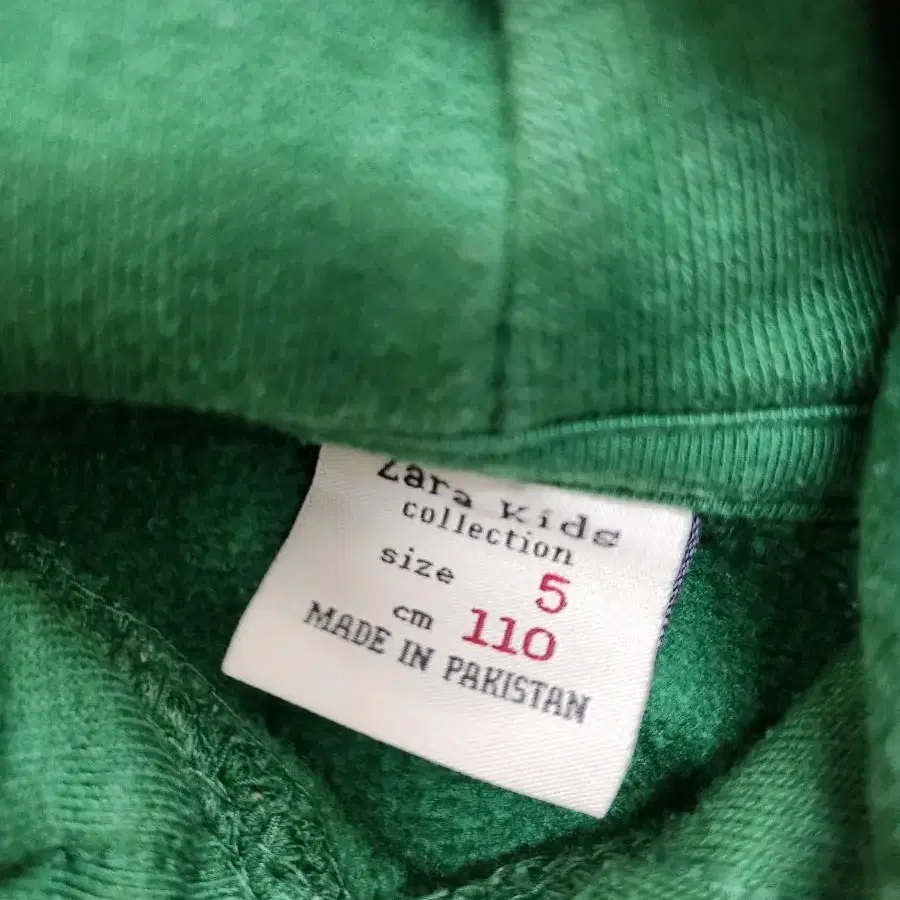 Zara Kids
collection
size 5
cm 110
MADE IN PAKISTAN